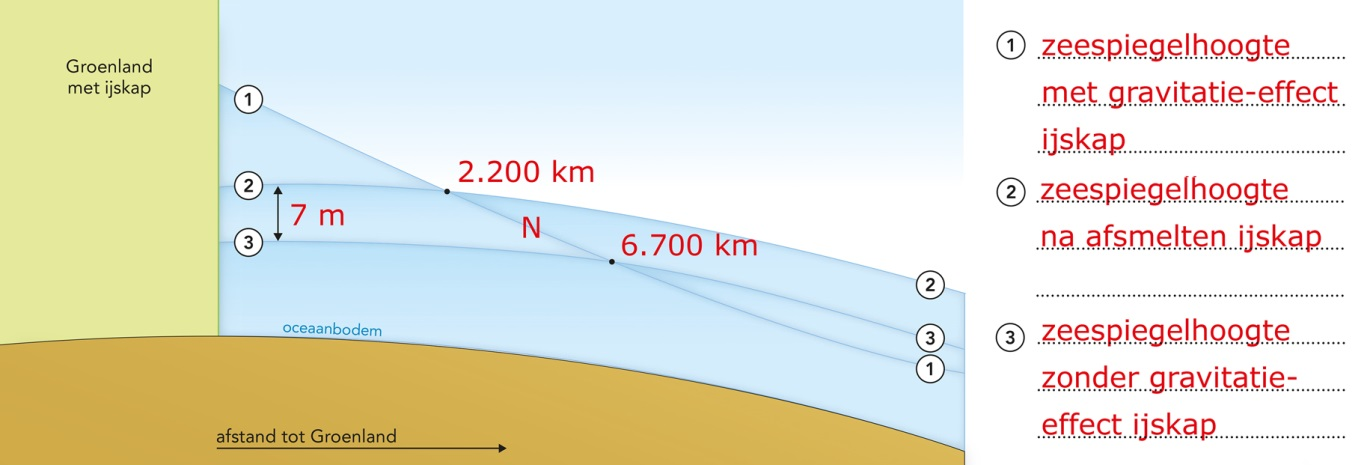 Groenland
met ijskap
1
2
3
7 m
2.200 km
N
6.700 km
2
3
1
oceaanbodem
afstand tot Groenland
1 zeespiegelhoogte
met gravitatie-effect
ijskap
2 zeespiegelhoogte
na afsmelten ijskap
3 zeespiegelhoogte
zonder gravitatie-
effect ijskap